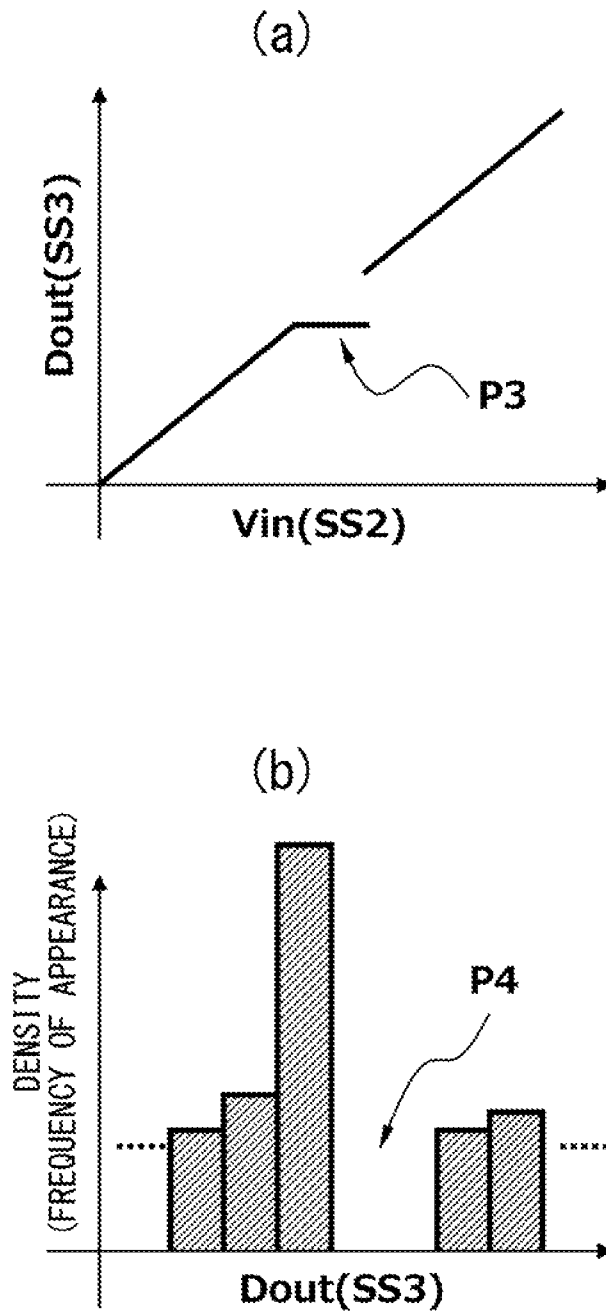 (a)
Dout(SS3)
P3
Vin(SS2)
(b)
DENSITY
(FREQUENCY OF APPEARANCE)
P4
Dout(SS3)